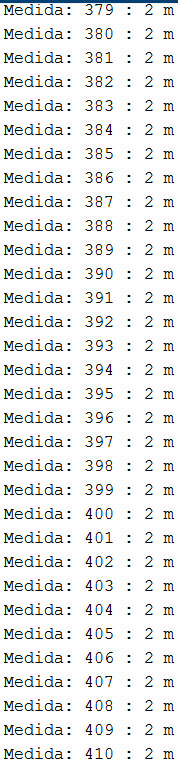 Medida: 379 : 2 m
Medida: 380 : 2 m
Medida: 381 : 2 m
Medida: 382 : 2 m
Medida: 383 : 2 m
Medida: 384 : 2 m
Medida: 385 : 2 m
Medida: 386 : 2 m
Medida: 387 : 2 m
Medida: 388 : 2 m
Medida: 389 : 2 m
Medida: 390 : 2 m
Medida: 391 : 2 m
Medida: 392 : 2 m
Medida: 393 : 2 m
Medida: 394 : 2 m
Medida: 395 : 2 m
Medida: 396 : 2 m
Medida: 397 : 2 m
Medida: 398 : 2 m
Medida: 399 : 2 m
Medida: 400 : 2 m
Medida: 401 : 2 m
Medida: 402 : 2 m
Medida: 403 : 2 m
Medida: 404 : 2 m
Medida: 405 : 2 m
Medida: 406 : 2 m
Medida: 407 : 2 m
Medida: 408 : 2 m
Medida: 409 : 2 m
Medida: 410 : 2 m